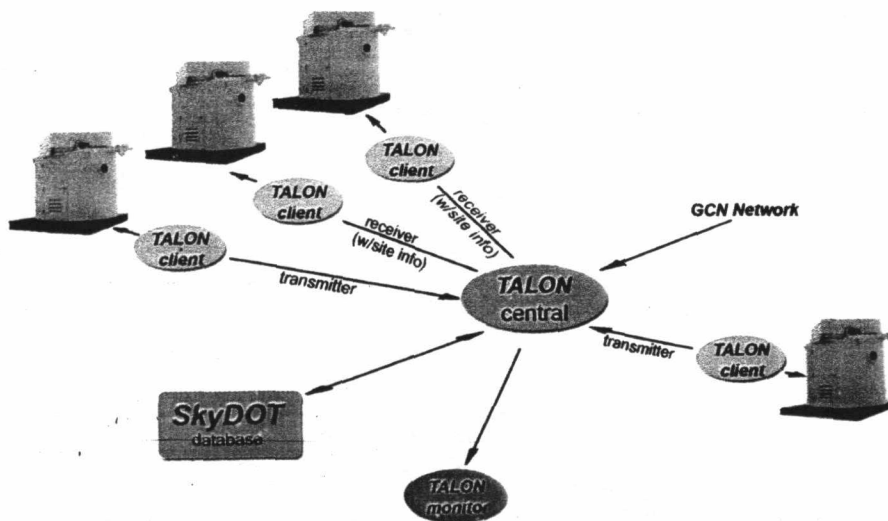 TALON
client
TALON
client
TALON
client
receiver
(w/site info)
receiver
(w/site info)
transmitter
GCN Network
TALON
central
transmitter
TALON
client
SkyDOT
database
TALON
monitor